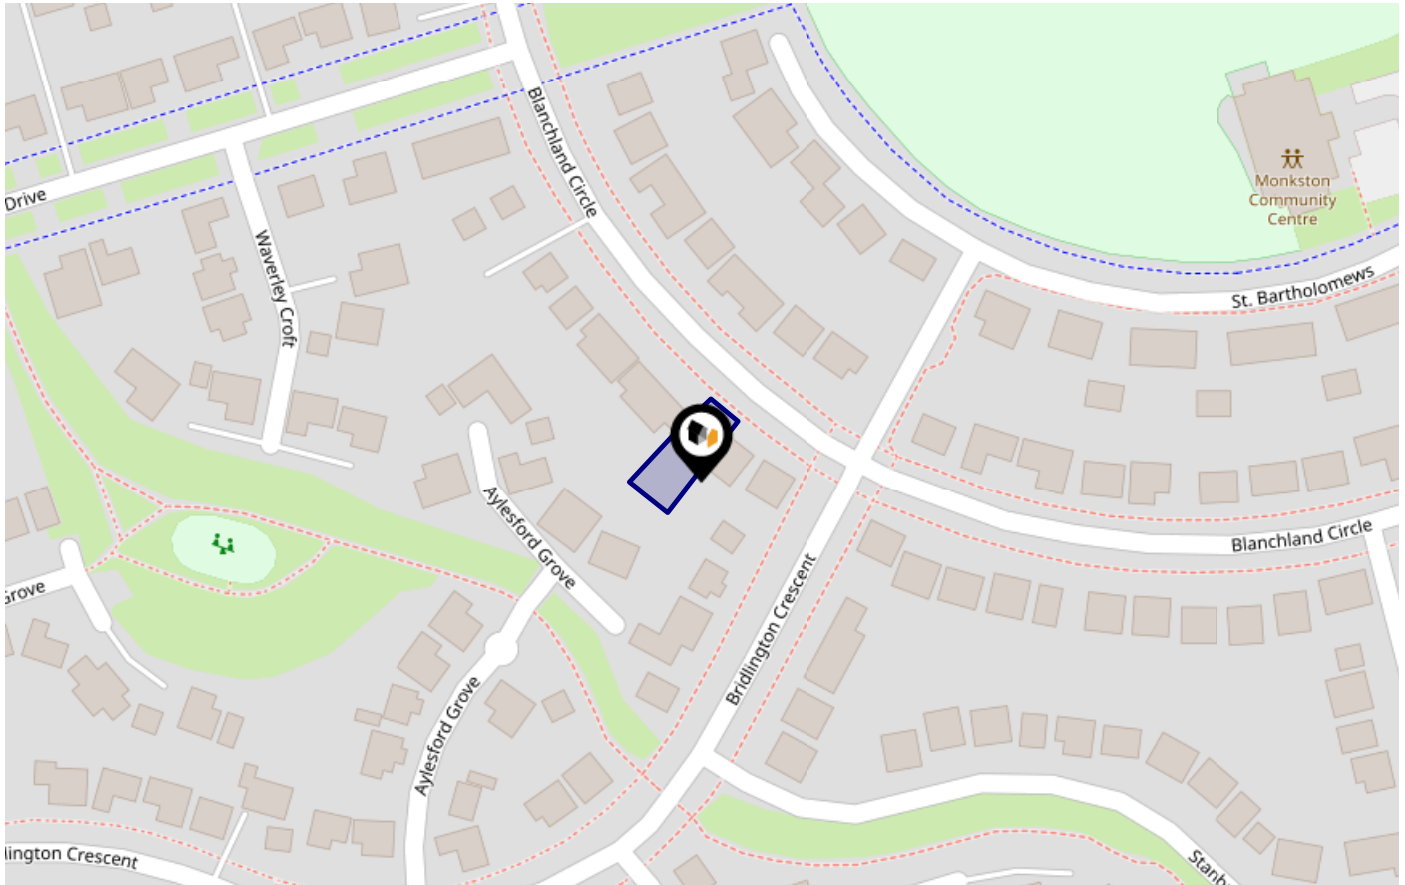 Drive
Blanchland Circle
Waverley Croft
Monkston
Community
Centre
St. Bartholomews
Aylesford Grove
Blanchland Circle
Bridlington Crescent
Grove
Aylesford Grove
lington Crescent
Stanb